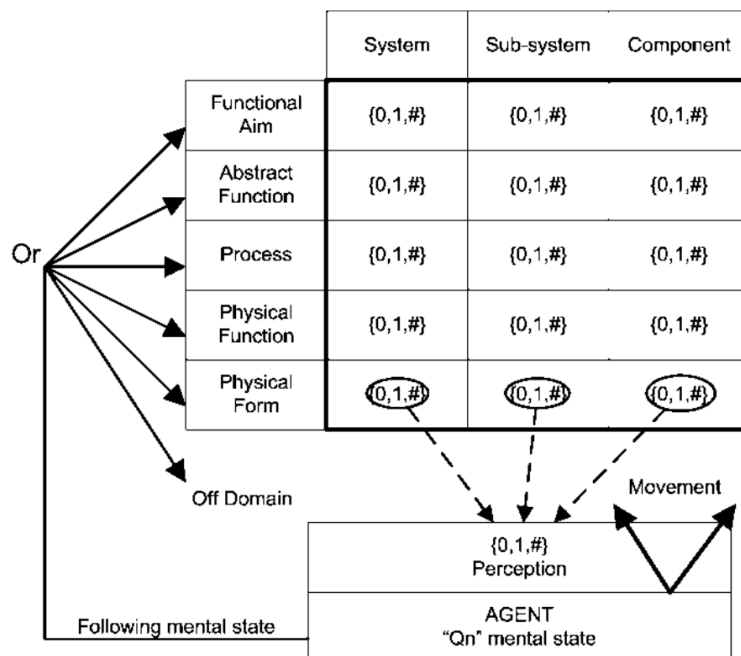 System Sub-system Component
Functional
Aim
{0,1,#} {0,1,#} {0,1,#}
Abstract
Function
{0,1,#} {0,1,#} {0,1,#}
Or
Process
{0,1,#} {0,1,#} {0,1,#}
Physical
Function
{0,1,#} {0,1,#} {0,1,#}
Physical
Form
{0,1,#} {0,1,#} {0,1,#}
Off Domain
Movement
{0,1,#}
Perception
Following mental state
AGENT
"Qn" mental state